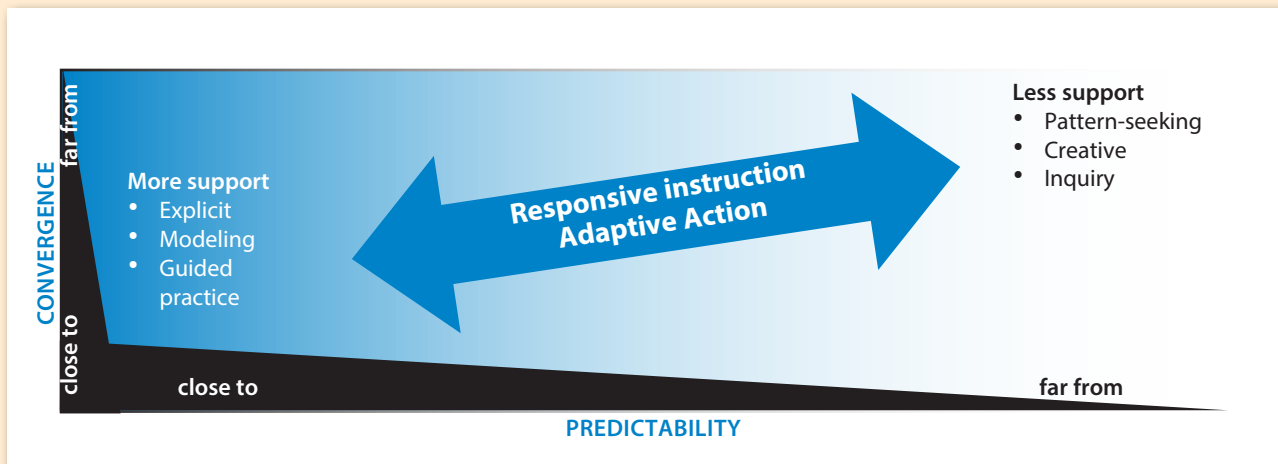 far from
CONVERGENCE
close to
More support
• Explicit
• Modeling
• Guided
practice
Responsive instruction
Adaptive Action
Less support
• Pattern-seeking
• Creative
• Inquiry
close to
far from
PREDICTABILITY